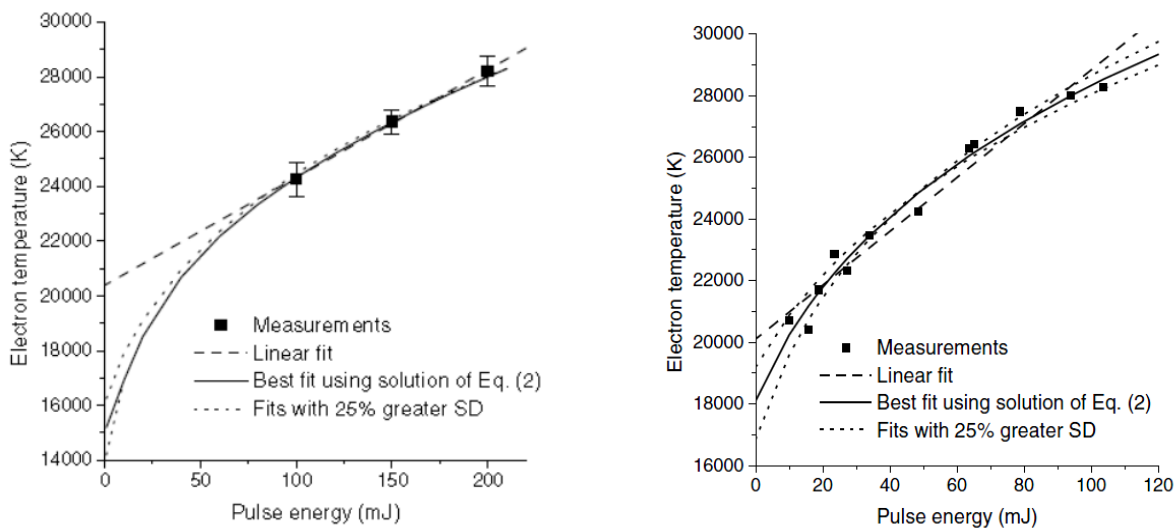 30000
28000
26000
24000
22000
20000
18000
16000
14000
Electron temperature (K)
Measurements
Linear fit
Best fit using solution of Eq. (2)
Fits with 25% greater SD
0
50
100
150
200
Pulse energy (mJ)
30000
28000
26000
24000
22000
20000
18000
16000
Electron temperature (K)
Measurements
Linear fit
Best fit using solution of Eq. (2)
Fits with 25% greater SD
0
20
40
60
80
100
120
Pulse energy (mJ)